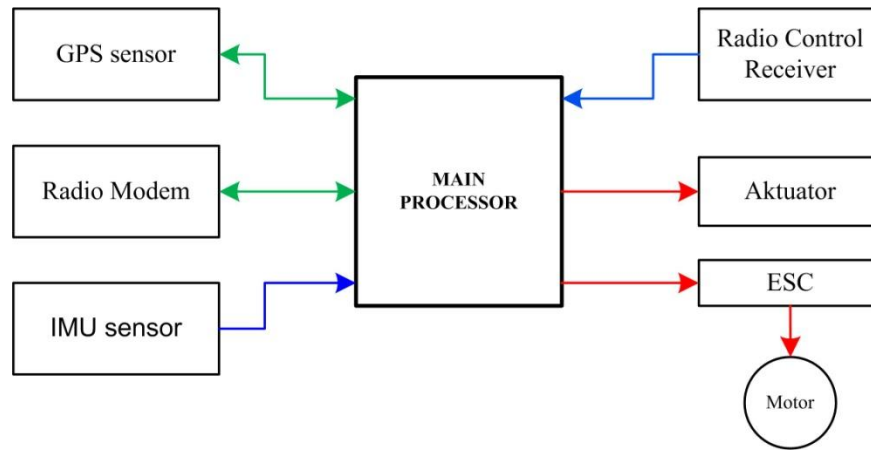 GPS sensor
Radio Modem
IMU sensor
MAIN
PROCESSOR
Radio Control
Receiver
Aktuator
ESC
Motor